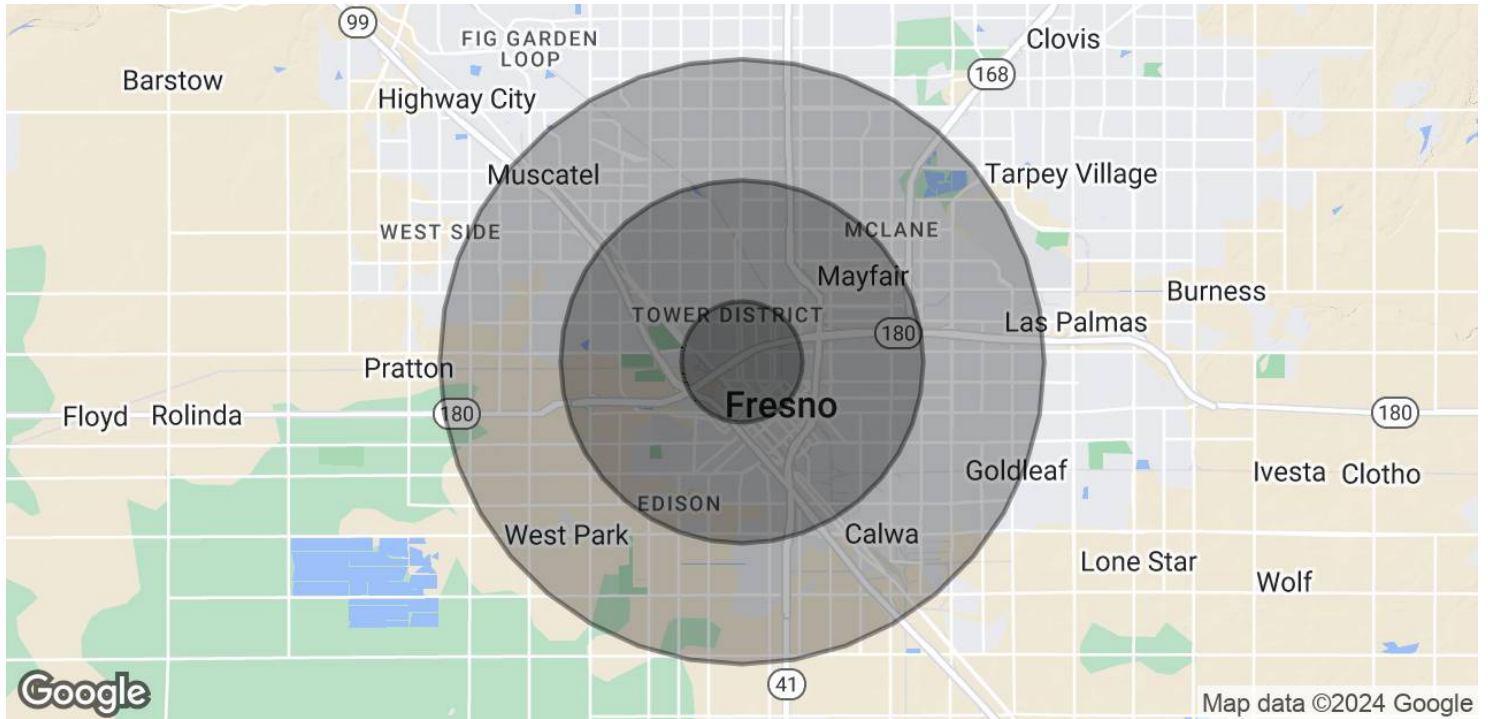 99
FIG GARDEN
LOOP
Clovis
168
Barstow
Highway City
Muscatel
Tarpey Village
WEST SIDE
MCLANE
Mayfair
Burness
TOWER DISTRICT
180
Las Palmas
Pratton
Fresno
Floyd
Rolinda
180
180
Goldleaf
Ivesta
Clotho
EDISON
West Park
Calwa
Lone Star
Wolf
41
Google
Map data ©2024 Google